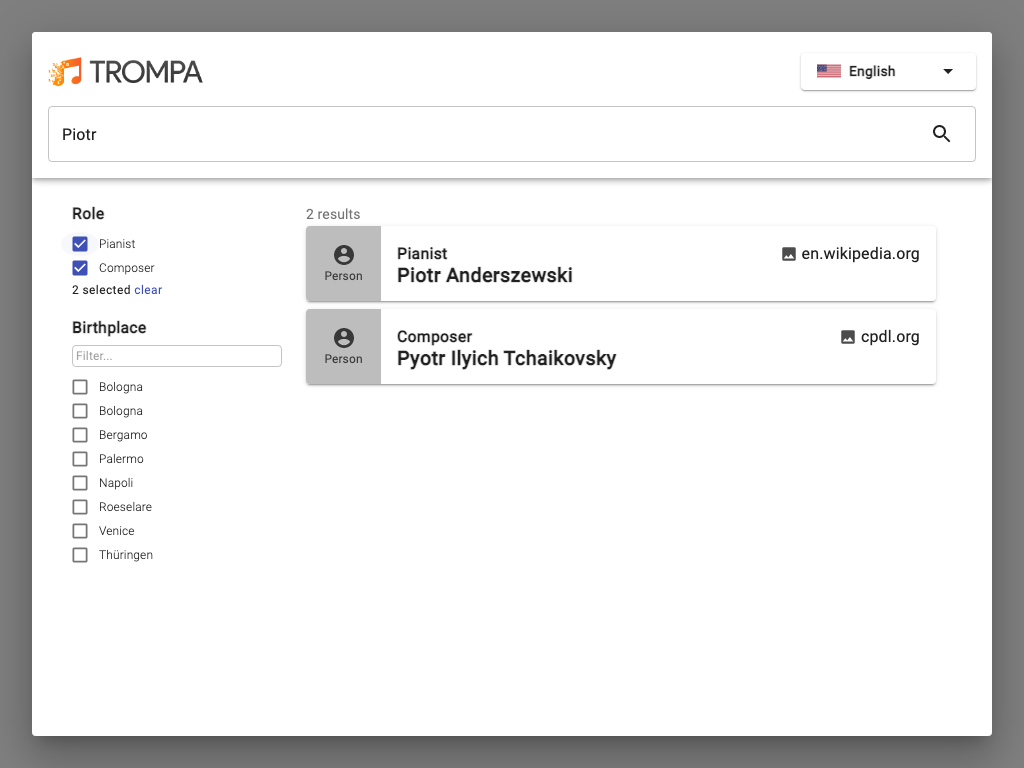 TROMPA
English
Piotr
Role
Pianist
Composer
2 selected clear
Birthplace
Filter...
Bologna
Bologna
Bergamo
Palermo
Napoli
Roeselare
Venice
Thüringen
2 results
Person
Pianist
Piotr Anderszewski
en.wikipedia.org
Person
Composer
Pyotr Ilyich Tchaikovsky
cpdl.org